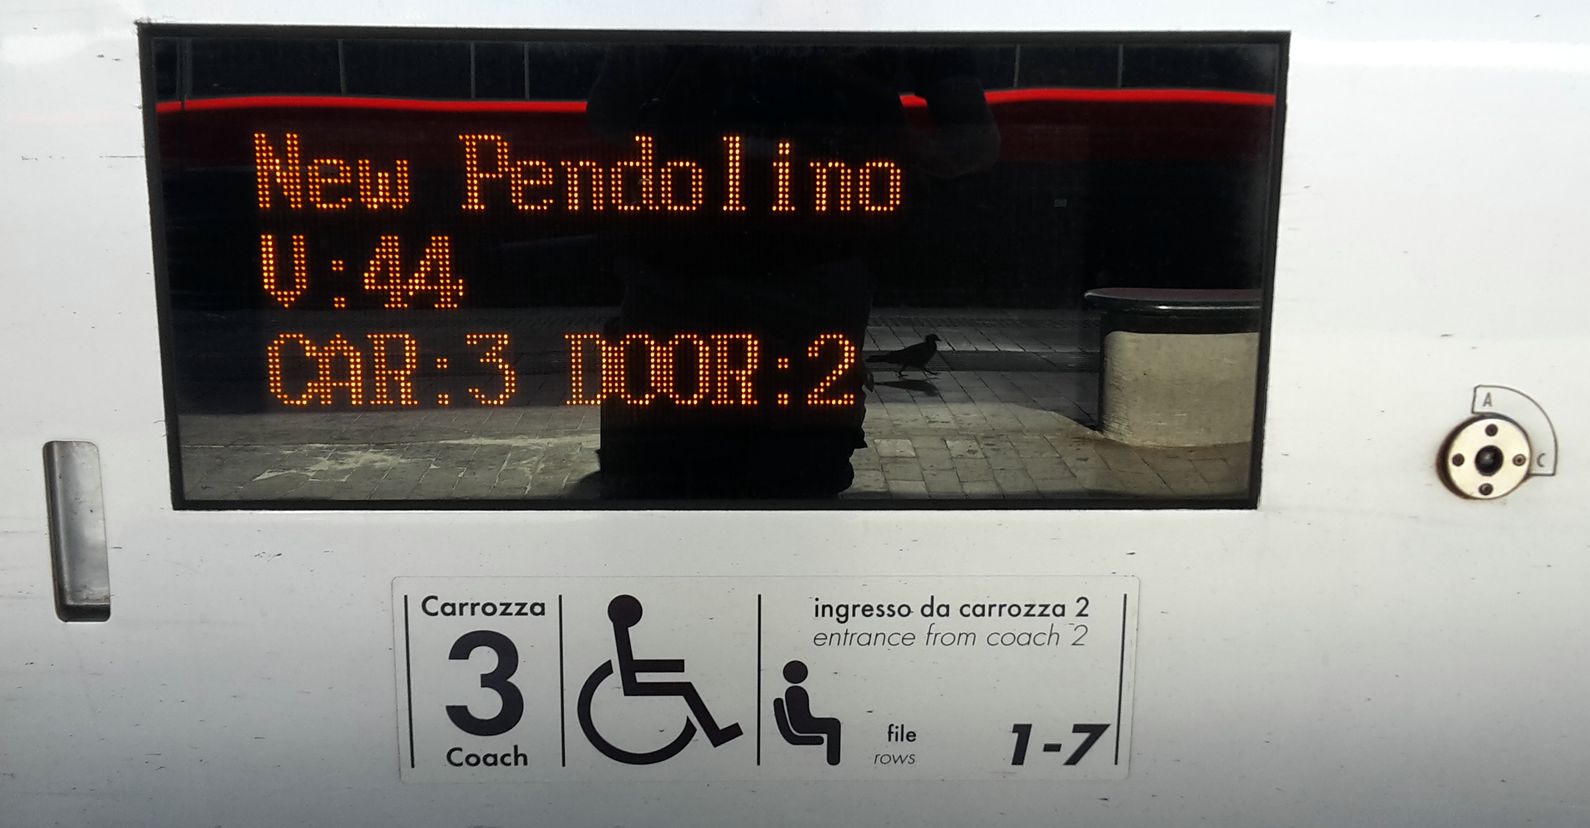 New Pendolino
V:44
CAR:3 DOOR:2
A
C
Carrozza
3
Coach
ingresso da carrozza 2
entrance from coach 2
file
rows
1-7